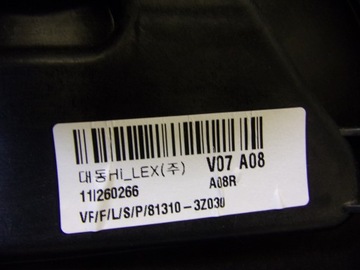 대동Hi_LEX(주) V07 A08
11I260266 A08R
VF/F/L/S/P/81310-3Z030